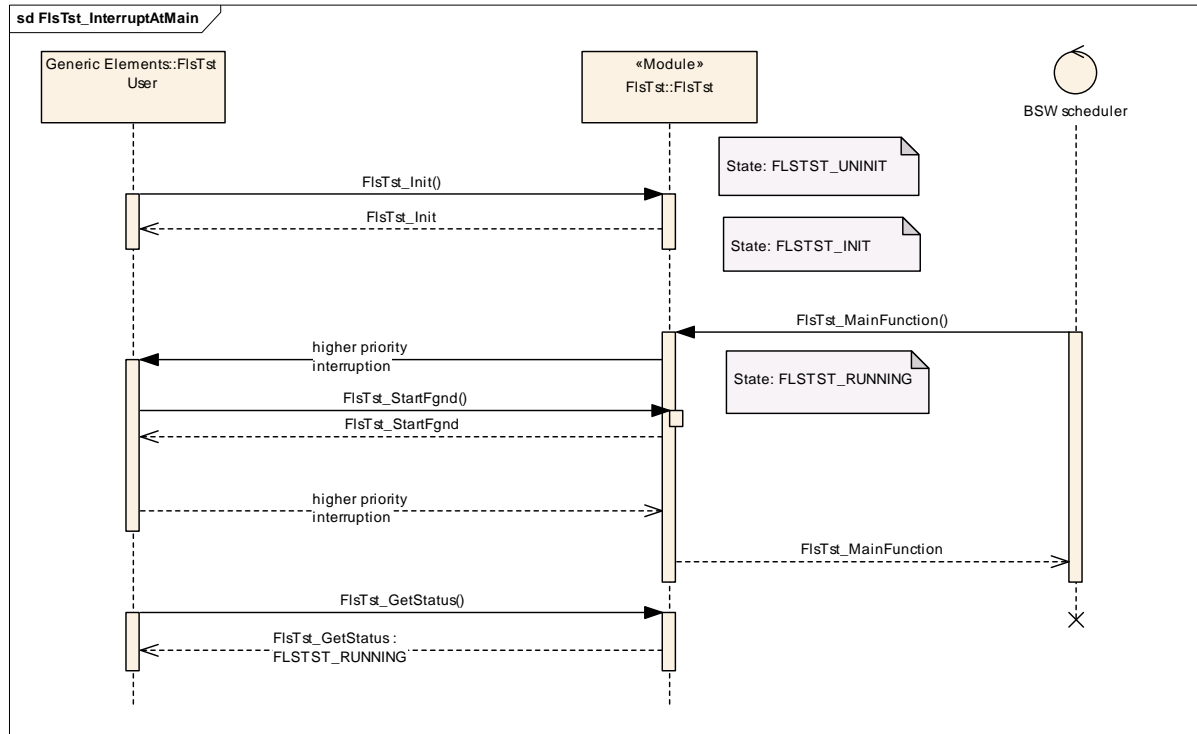 sd FlsTst_InterruptAtMain
Generic Elements::FlsTst
User
«Module»
FlsTst::FlsTst
BSW scheduler
State: FLSTST_UNINIT
FlsTst_Init()
FlsTst_Init
State: FLSTST_INIT
FlsTst_MainFunction()
higher priority
interruption
State: FLSTST_RUNNING
FlsTst_StartFgnd()
FlsTst_StartFgnd
higher priority
interruption
FlsTst_MainFunction
FlsTst_GetStatus()
FlsTst_GetStatus :
FLSTST_RUNNING